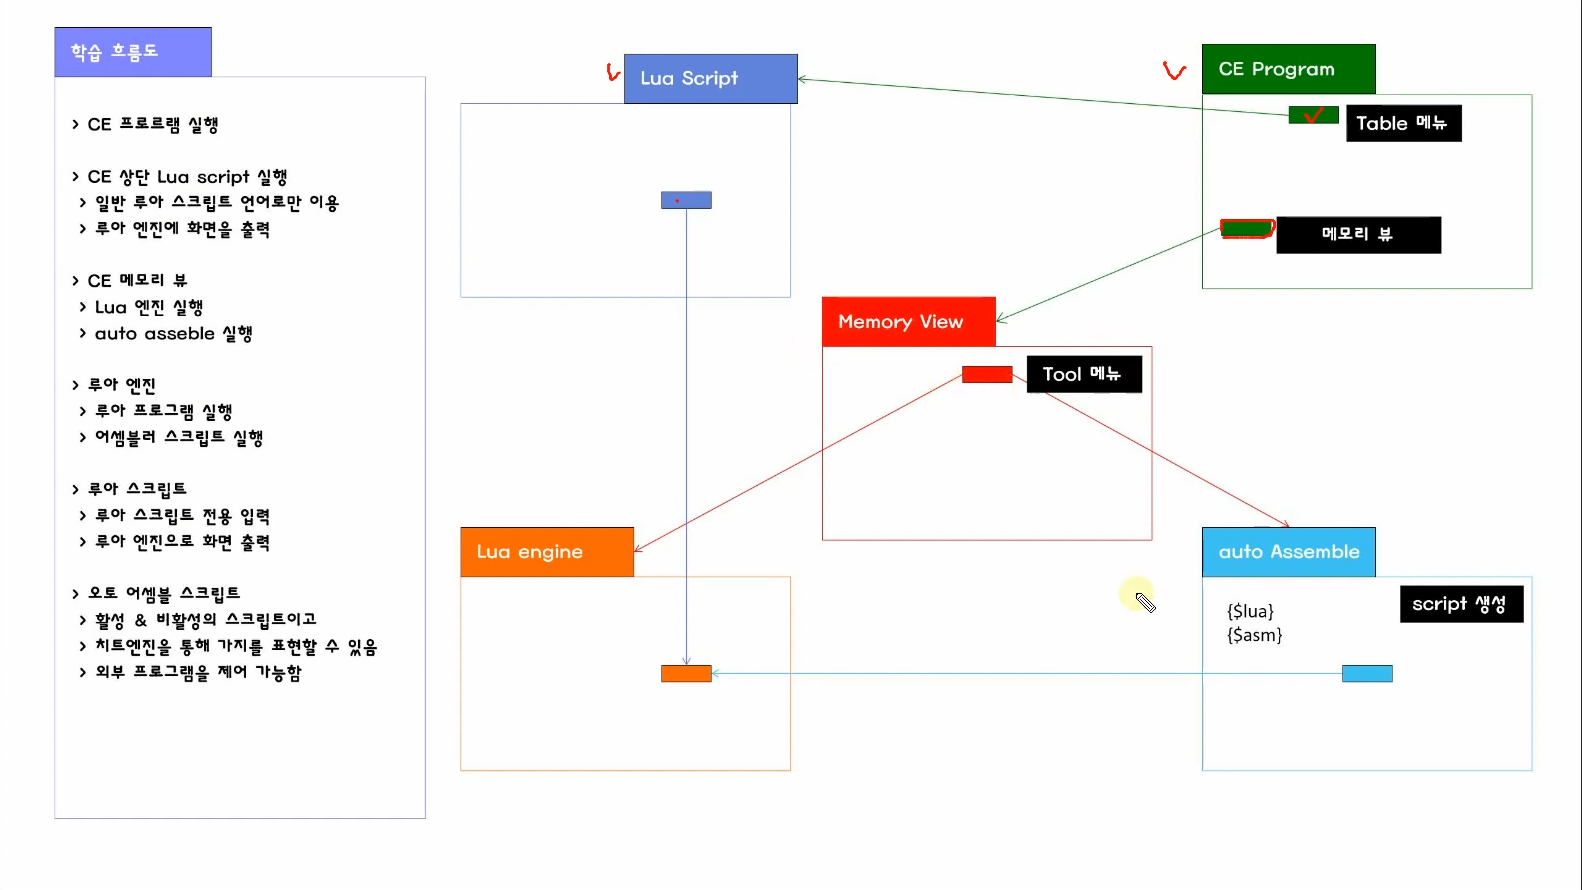 학습 흐름도
> CE 프로르램 실행
> CE 상단 Lua script 실행
> 일반 루아 스크립트 언어로만 이용
> 루아 엔진에 화면을 출력
> CE 메모리 뷰
> Lua 엔진 실행
> auto asseble 실행
> 루아 엔진
> 루아 프로그램 실행
> 어셈블러 스크립트 실행
> 루아 스크립트
> 루아 스크립트 전용 입력
> 루아 엔진으로 화면 출력
> 오토 어셈블 스크립트
> 활성 & 비활성의 스크립트이고
> 치트엔진을 통해 가지를 표현할 수 있음
> 외부 프로그램을 제어 가능함
Lua Script
CE Program
Table 메뉴
메모리 뷰
Memory View
Tool 메뉴
Lua engine
auto Assemble
script 생성
{$lua}
{$asm}